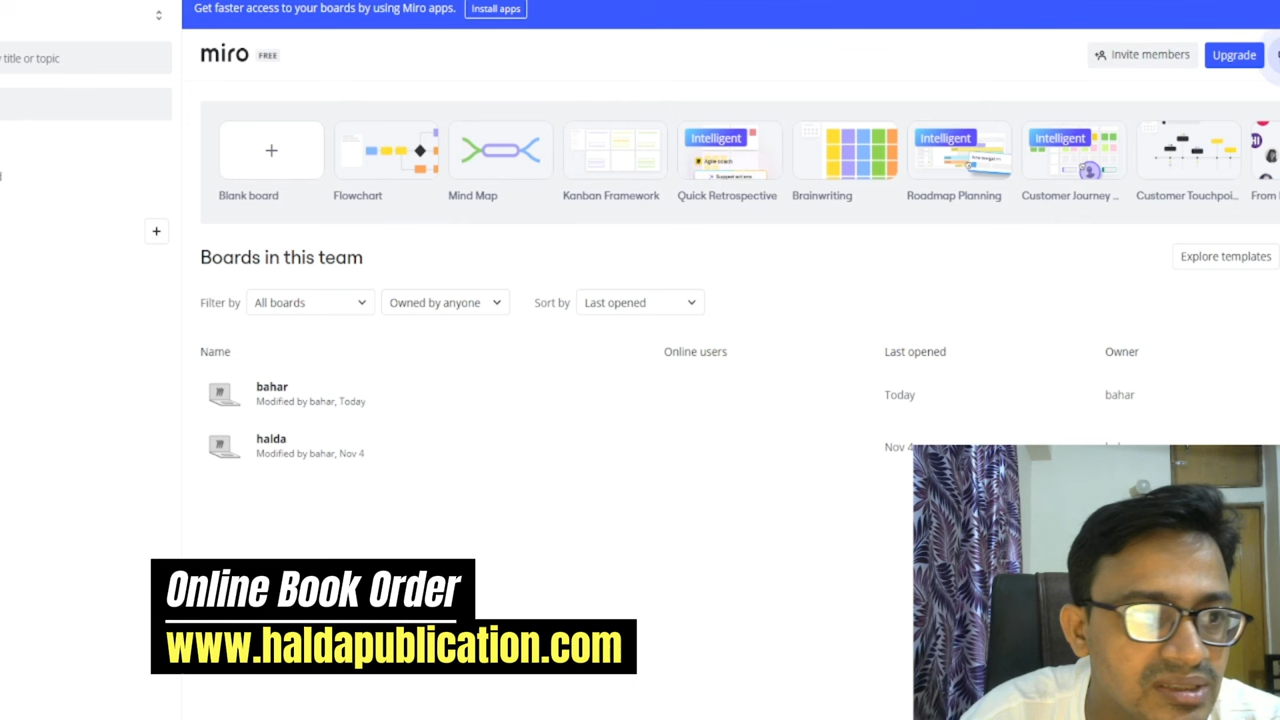 Get faster access to your boards by using Miro apps. Install apps
title or topic
miro FREE
Invite members
Upgrade
Intelligent
Intelligent
Intelligent
Agile coach
Blank board
Flowchart
Mind Map
Kanban Framework
Quick Retrospective
Brainwriting
Roadmap Planning
Customer Journey ...
Customer Touchpoi...
From
Boards in this team
Explore templates
Filter by All boards Owned by anyone Sort by Last opened
Name Online users Last opened Owner
bahar
Modified by bahar, Today
Today
bahar
halda
Modified by bahar, Nov 4
Nov 4
Online Book Order
www.haldapublication.com